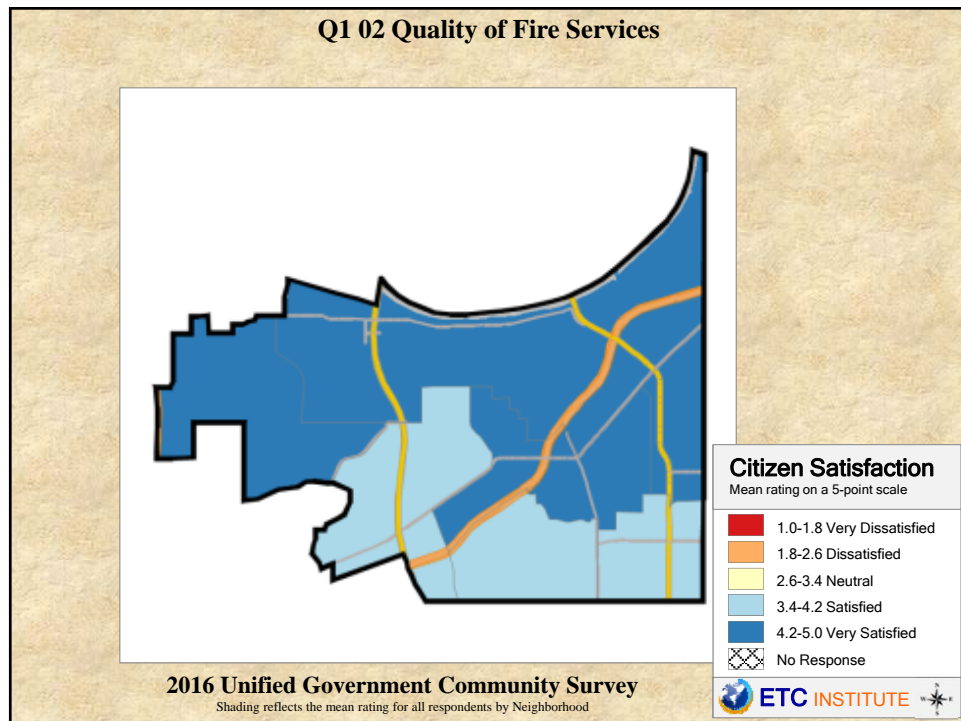 Q1 02 Quality of Fire Services
Citizen Satisfaction
Mean rating on a 5-point scale
1.0-1.8 Very Dissatisfied
1.8-2.6 Dissatisfied
2.6-3.4 Neutral
3.4-4.2 Satisfied
4.2-5.0 Very Satisfied
No Response
ETC INSTITUTE
N
W E
S
2016 Unified Government Community Survey
Shading reflects the mean rating for all respondents by Neighborhood